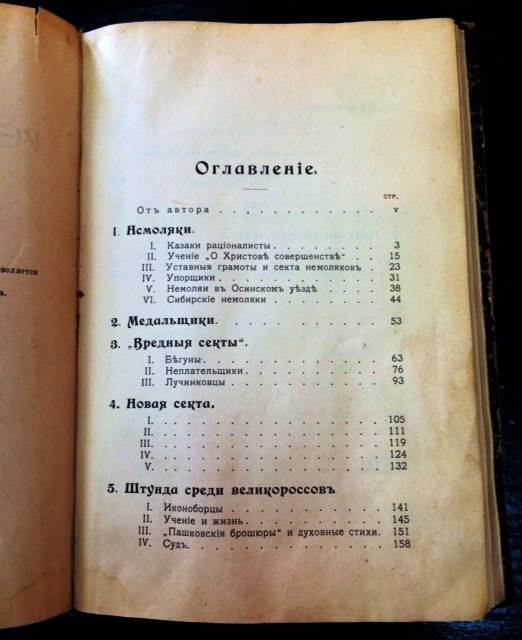 воляется
ь.
Оглавленіе.
СТР.
Отъ автора . . . . . . . . . . . . v
1. Немоляки.
I. Казаки раціоналисты . . . . . . . . 3
II. Ученіе „О Христовѣ совершенствѣ“ . . 15
III. Уставныя грамоты и секта немоляковъ . 23
IV. Упорщики . . . . . . . . . . . . 31
V. Немоляи въ Осинскомъ уѣздѣ . . . . 38
VI. Сибирскіе немоляки . . . . . . . . 44
2. Медальщики. . . . . . . . . . 53
3. „Вредныя секты“.
I. Бѣгуны. . . . . . . . . . . . . 63
II. Неплательщики . . . . . . . . . . 76
III. Лучинковцы . . . . . . . . . . . 93
4. Новая секта.
I. . . . . . . . . . . . . . . . . 105
II. . . . . . . . . . . . . . . . . 111
III. . . . . . . . . . . . . . . . . 119
IV. . . . . . . . . . . . . . . . . 124
V. . . . . . . . . . . . . . . . . 132
5. Штунда среди великороссовъ
I. Иконоборцы . . . . . . . . . . . 141
II. Ученіе и жизнь . . . . . . . . . . 145
III. „Пашковскія брошюры“ и духовные стихи. 151
IV. Судъ. . . . . . . . . . . . . . 158